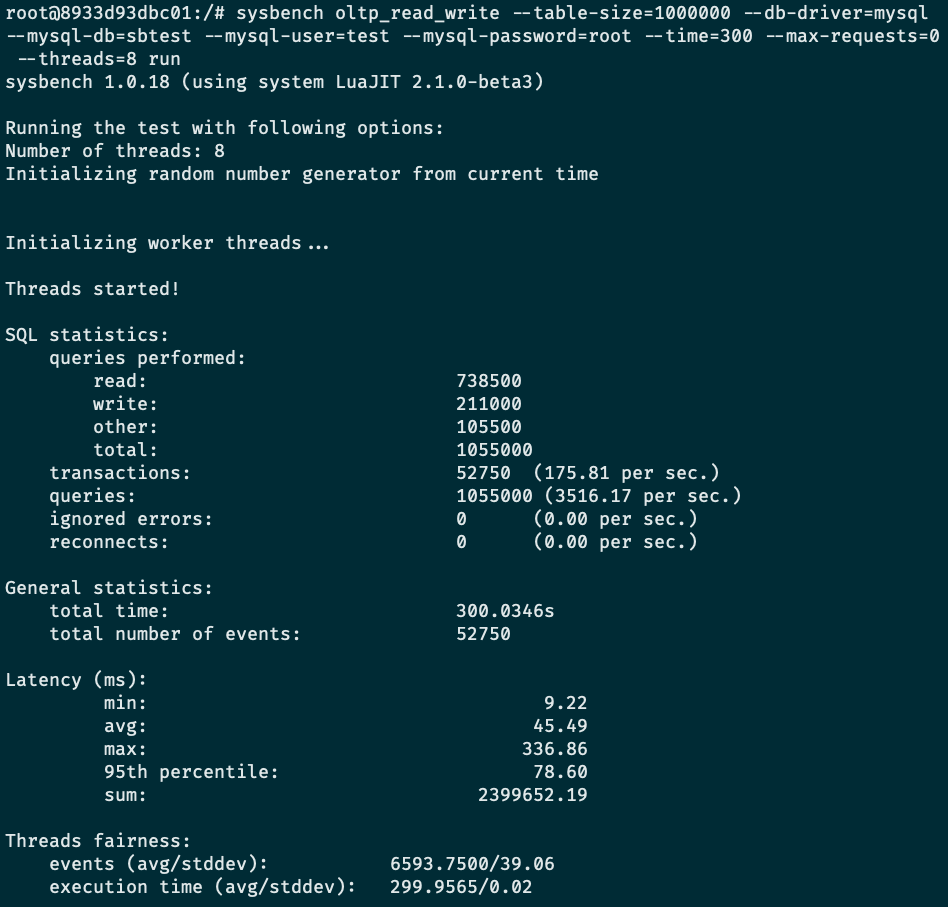 root@8933d93dbc01:/# sysbench oltp_read_write --table-size=1000000 --db-driver=mysql
--mysql-db=sbtest --mysql-user=test --mysql-password=root --time=300 --max-requests=0
--threads=8 run
sysbench 1.0.18 (using system LuaJIT 2.1.0-beta3)
Running the test with following options:
Number of threads: 8
Initializing random number generator from current time
Initializing worker threads...
Threads started!
SQL statistics:
queries performed:
read: 738500
write: 211000
other: 105500
total: 1055000
transactions: 52750 (175.81 per sec.)
queries: 1055000 (3516.17 per sec.)
ignored errors: 0 (0.00 per sec.)
reconnects: 0 (0.00 per sec.)
General statistics:
total time: 300.0346s
total number of events: 52750
Latency (ms):
min: 9.22
avg: 45.49
max: 336.86
95th percentile: 78.60
sum: 2399652.19
Threads fairness:
events (avg/stddev): 6593.7500/39.06
execution time (avg/stddev): 299.9565/0.02